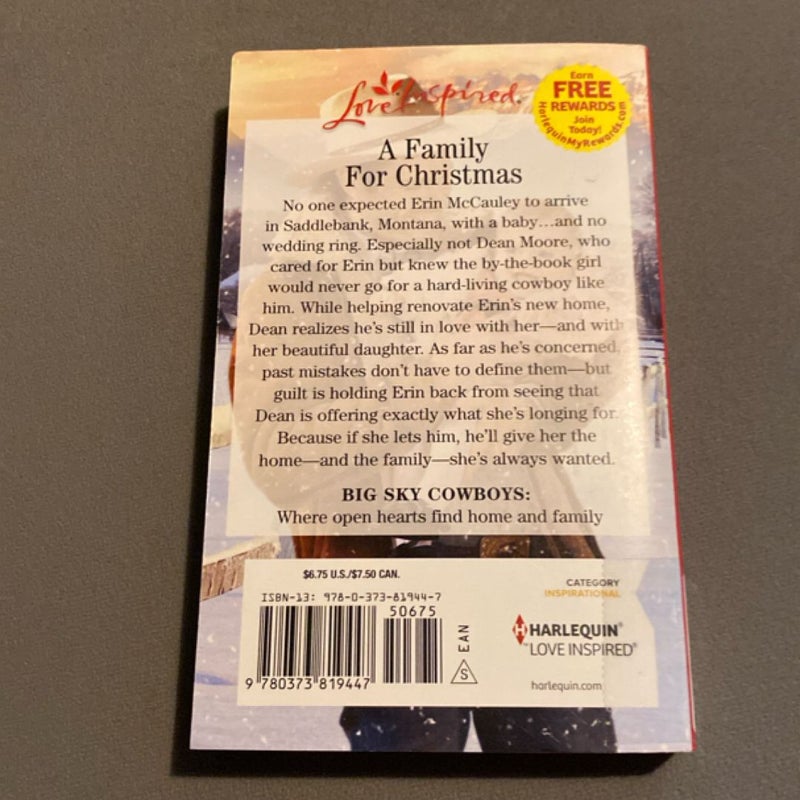 Love Inspired®
Earn
FREE
REWARDS
Join
Today!
HarlequinMyRewards.com
A Family
For Christmas
No one expected Erin McCauley to arrive
in Saddlebank, Montana, with a baby…and no
wedding ring. Especially not Dean Moore, who
cared for Erin but knew the by-the-book girl
would never go for a hard-living cowboy like
him. While helping renovate Erin's new home,
Dean realizes he's still in love with her—and with
her beautiful daughter. As far as he's concerned,
past mistakes don't have to define them—but
guilt is holding Erin back from seeing that
Dean is offering exactly what she's longing for.
Because if she lets him, he'll give her the
home—and the family—she's always wanted.
BIG SKY COWBOYS:
Where open hearts find home and family
$6.75 U.S./$7.50 CAN.
ISBN-13: 978-0-373-81944-7
50675
9 780373 819447
EAN
S
CATEGORY
INSPIRATIONAL
HARLEQUIN®
™LOVE INSPIRED®
harlequin.com